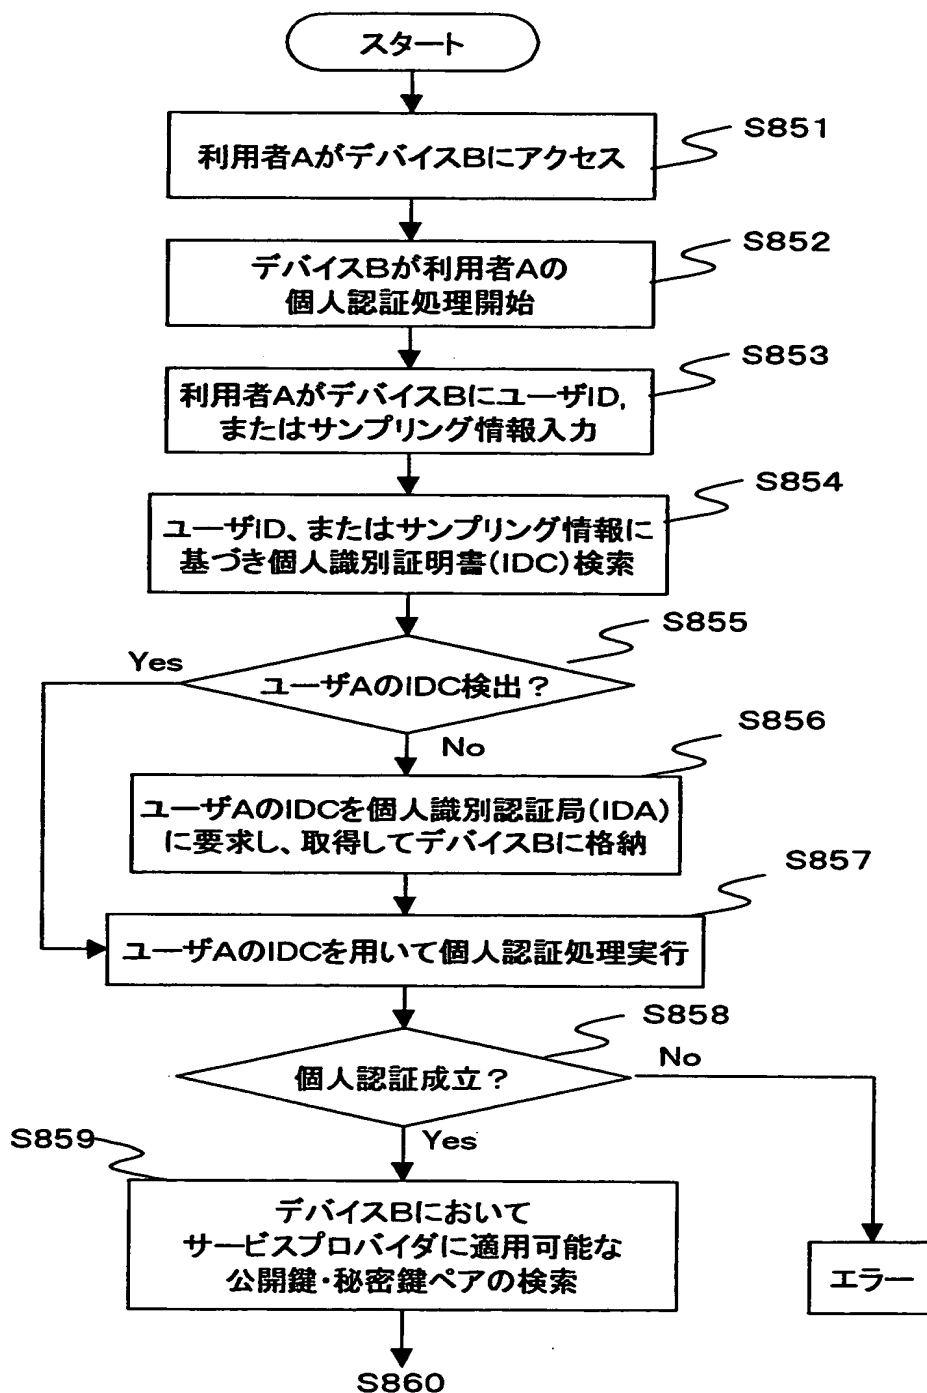 スタート
S851
利用者AがデバイスBにアクセス
S852
デバイスBが利用者Aの
個人認証処理開始
S853
利用者AがデバイスBにユーザID,
またはサンプリング情報入力
S854
ユーザID、またはサンプリング情報に
基づき個人識別証明書(IDC)検索
S855
Yes
ユーザAのIDC検出?
No
S856
ユーザAのIDCを個人識別認証局(IDA)
に要求し、取得してデバイスBに格納
S857
ユーザAのIDCを用いて個人認証処理実行
S858
個人認証成立?
No
Yes
S859
デバイスBにおいて
サービスプロバイダに適用可能な
公開鍵・秘密鍵ペアの検索
エラー
S860